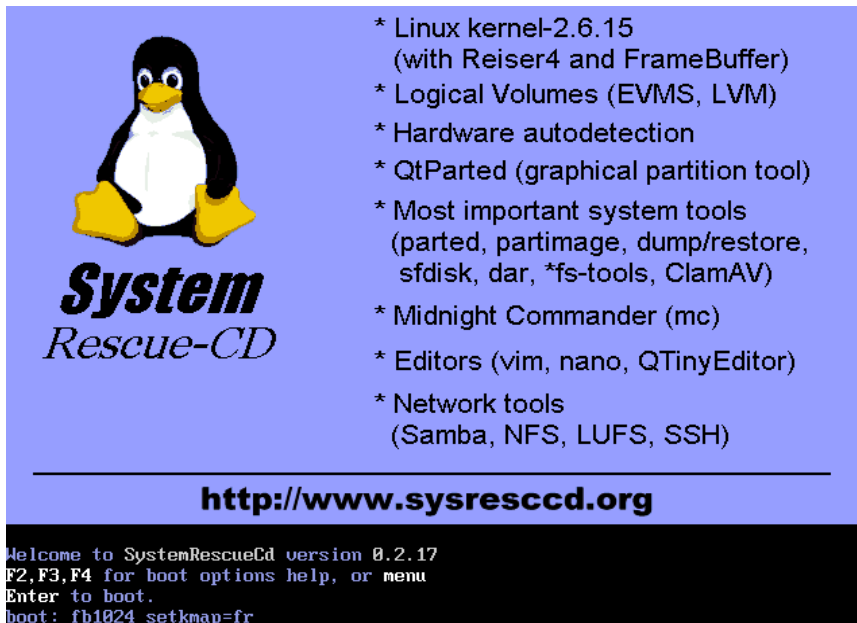 System
Rescue-CD
* Linux kernel-2.6.15
(with Reiser4 and FrameBuffer)
* Logical Volumes (EVMS, LVM)
* Hardware autodetection
* QtParted (graphical partition tool)
* Most important system tools
(parted, partimage, dump/restore,
sfdisk, dar, *fs-tools, ClamAV)
* Midnight Commander (mc)
* Editors (vim, nano, QTinyEditor)
* Network tools
(Samba, NFS, LUFS, SSH)
http://www.sysresccd.org
Welcome to SystemRescueCd version 0.2.17
F2,F3,F4 for boot options help, or menu
Enter to boot.
boot: fb1024 setkmap=fr